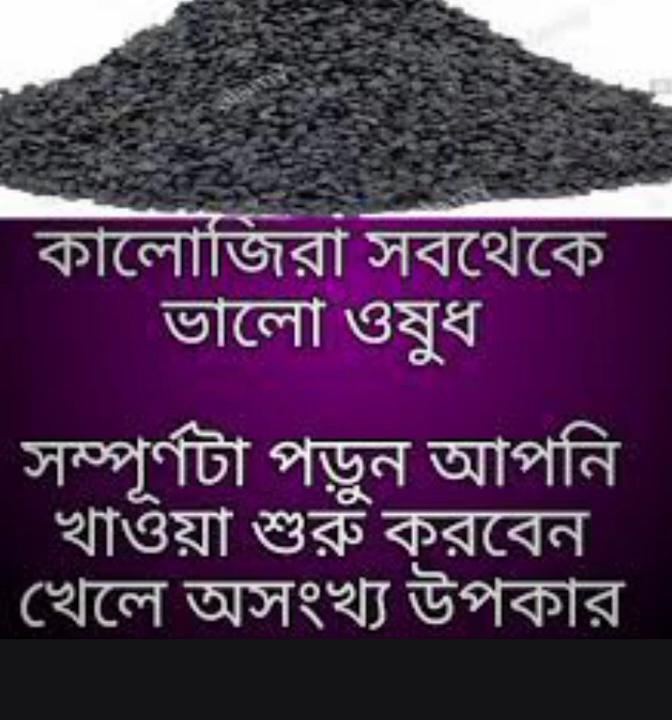 কালোজিরা সবথেকে
ভালো ওষুধ
সম্পূর্ণটা পড়ুন আপনি
খাওয়া শুরু করবেন
খেলে অসংখ্য উপকার